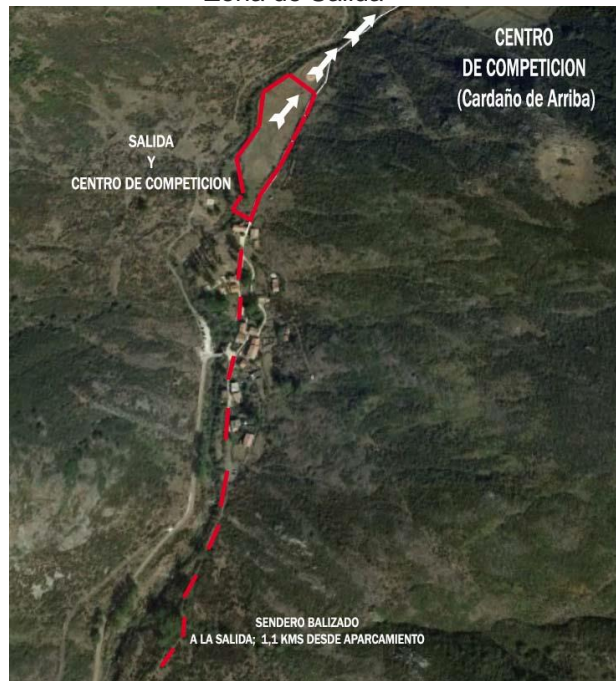 Zona de Salida
CENTRO
DE COMPETICION
(Cardaño de Arriba)
SALIDA
Y
CENTRO DE COMPETICION
SENDERO BALIZADO
A LA SALIDA; 1,1 KMS DESDE APARCAMIENTO